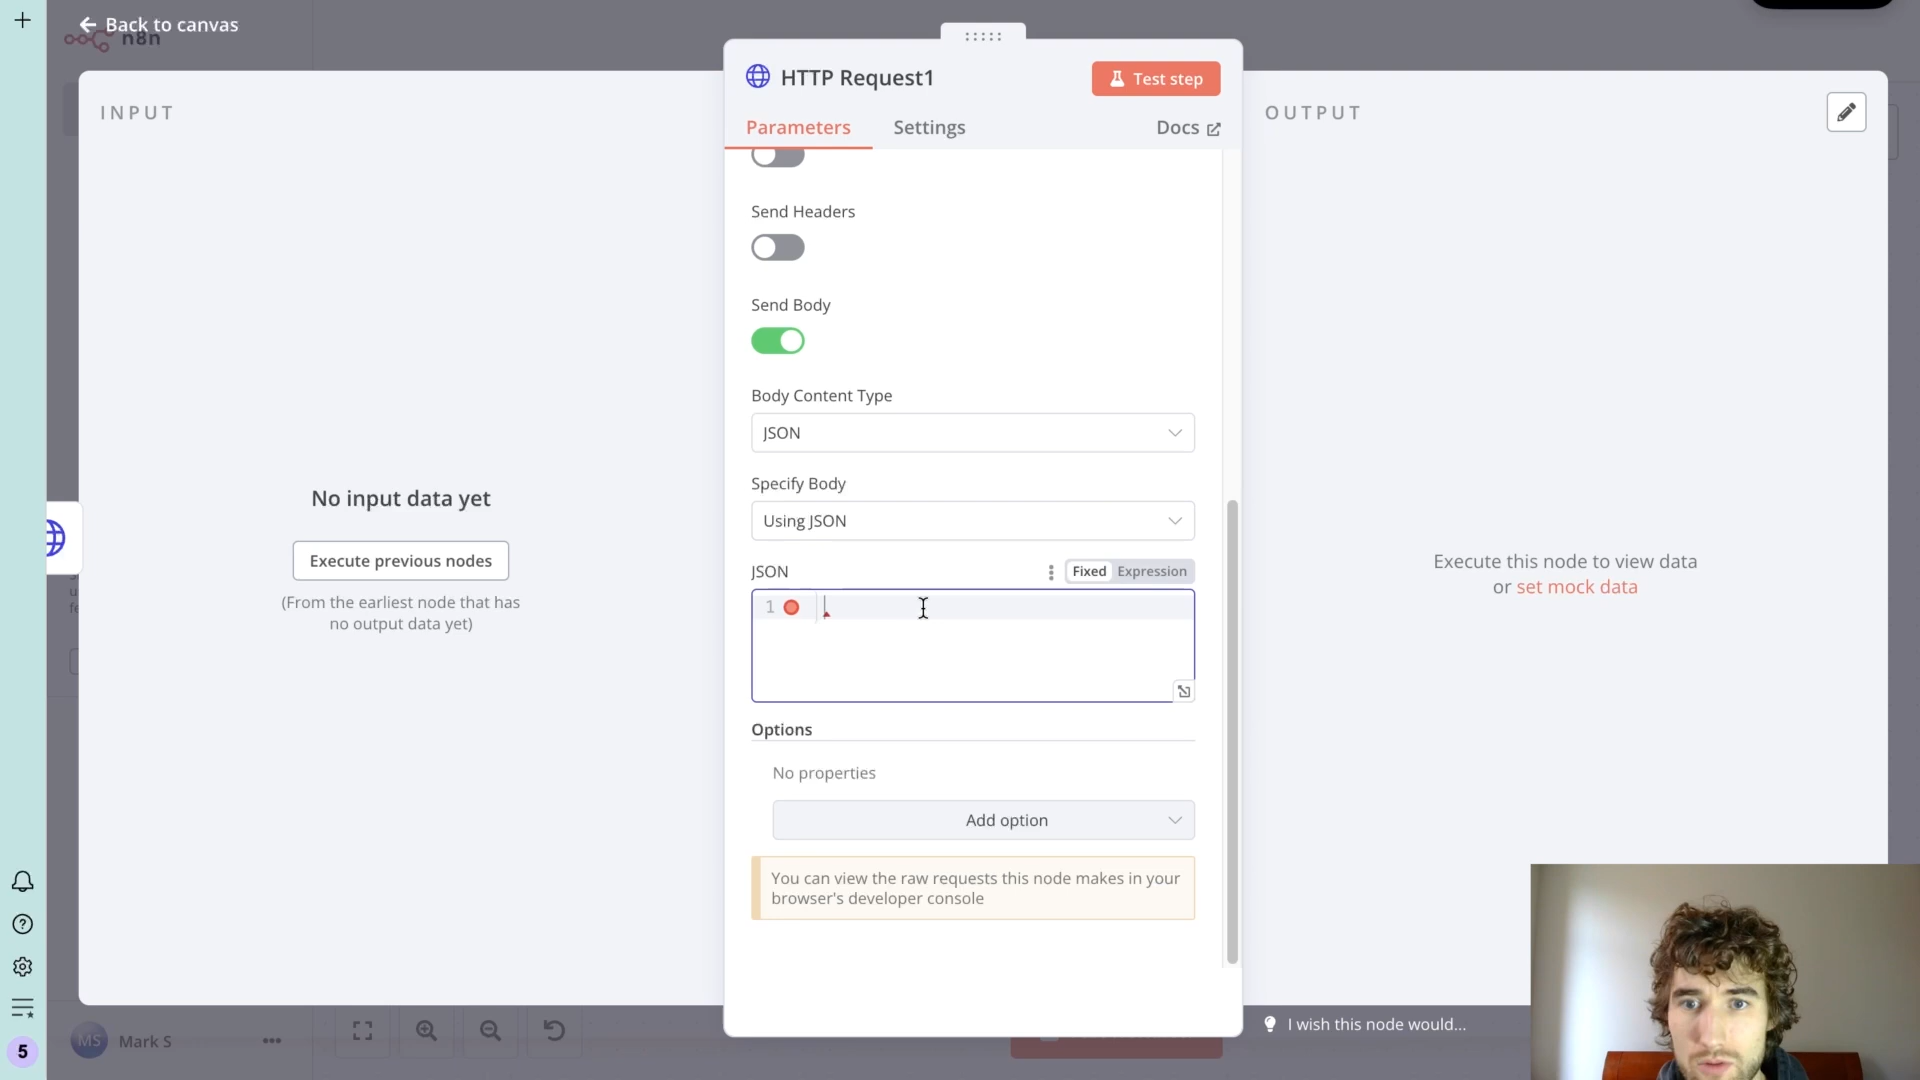 Back to canvas
n8n
HTTP Request1
Test step
INPUT
Parameters
Settings
Docs
OUTPUT
Send Headers
Send Body
Body Content Type
JSON
Specify Body
Using JSON
No input data yet
Execute previous nodes
(From the earliest node that has
no output data yet)
JSON
Fixed
Expression
1
Execute this node to view data
or set mock data
Options
No properties
Add option
You can view the raw requests this node makes in your
browser's developer console
I wish this node would...
MS
Mark S
5